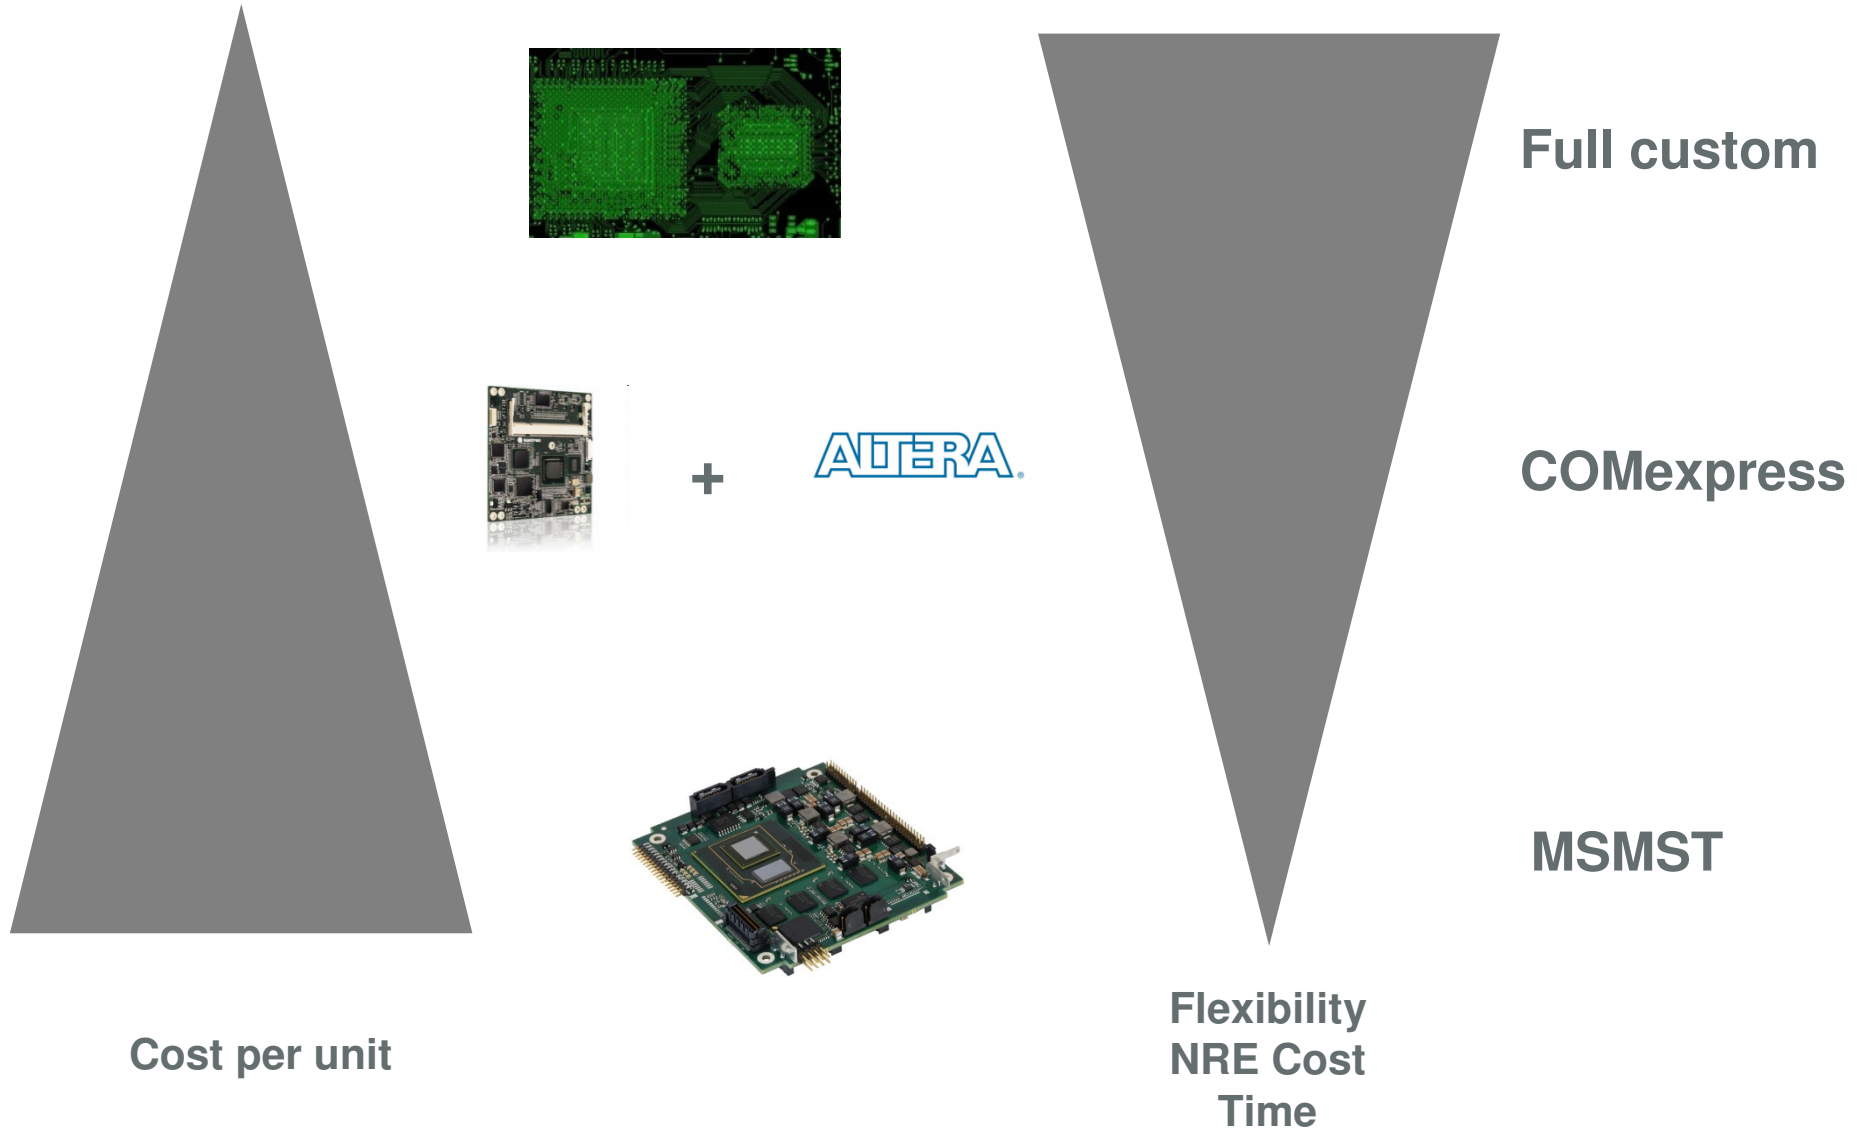 Full custom
+
ALTERA®
COMexpress
MSMST
Cost per unit
Flexibility
NRE Cost
Time